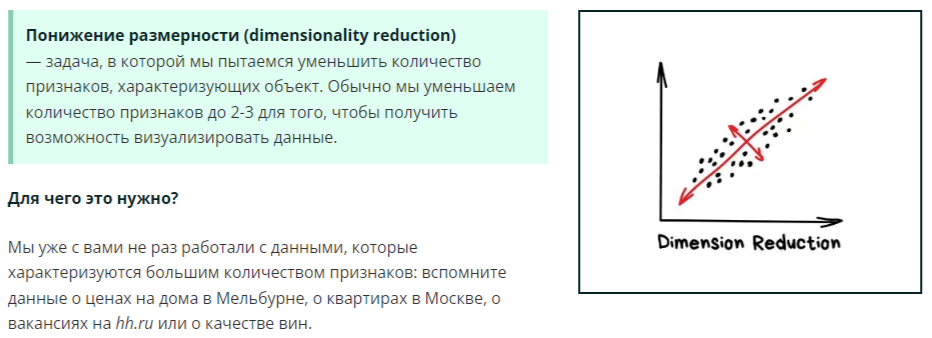 Понижение размерности (dimensionality reduction)
— задача, в которой мы пытаемся уменьшить количество
признаков, характеризующих объект. Обычно мы уменьшаем
количество признаков до 2-3 для того, чтобы получить
возможность визуализировать данные.
Для чего это нужно?
Мы уже с вами не раз работали с данными, которые
характеризуются большим количеством признаков: вспомните
данные о ценах на дома в Мельбурне, о квартирах в Москве, о
вакансиях на hh.ru или о качестве вин.
Dimension Reduction